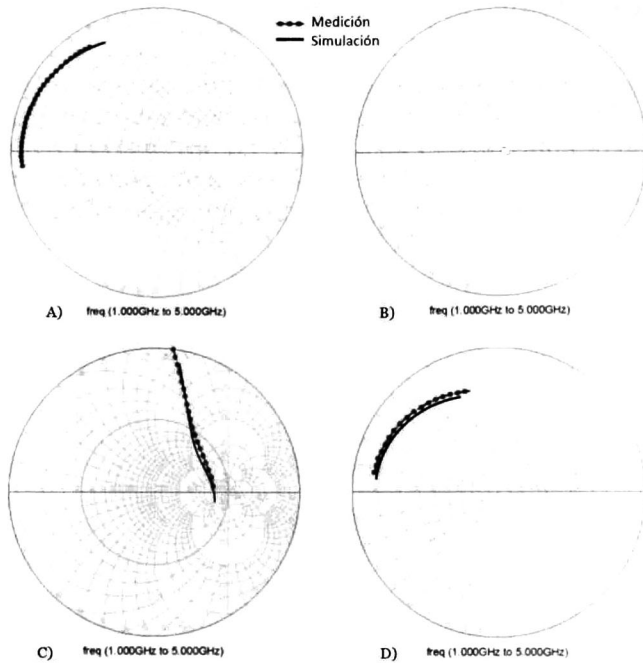 Medición
Simulación
A) freq (1.000GHz to 5.000GHz)
B) freq (1.000GHz to 5.000GHz)
C) freq (1.000GHz to 5.000GHz)
D) freq (1.000GHz to 5.000GHz)